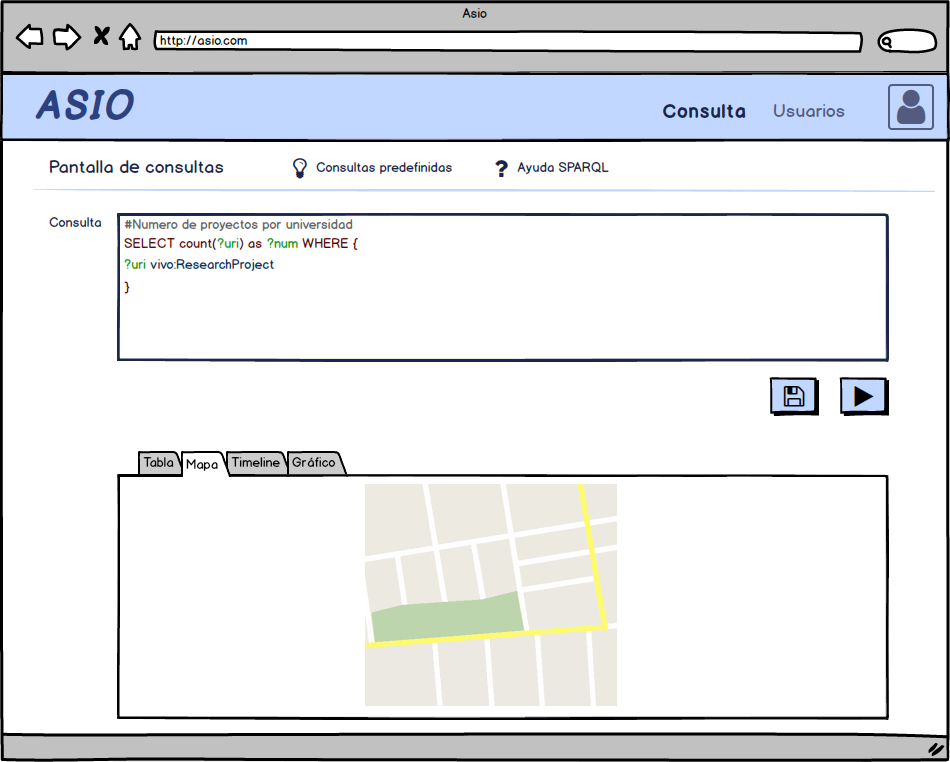 Asio
http://asio.com
ASIO
Consulta
Usuarios
Pantalla de consultas
Consultas predefinidas
? Ayuda SPARQL
Consulta
#Numero de proyectos por universidad
SELECT count(?uri) as ?num WHERE {
?uri vivo:ResearchProject
}
Tabla
Mapa
Timeline
Gráfico